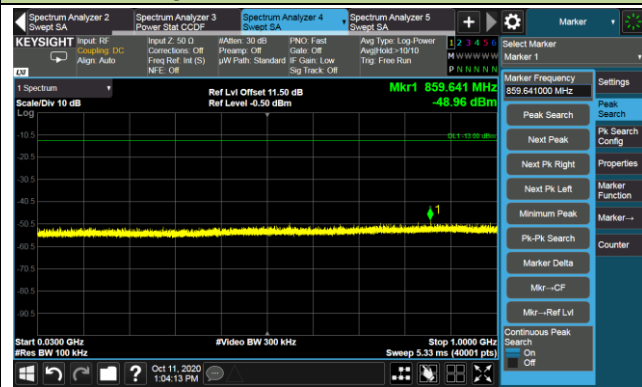 Spectrum Analyzer 2
Swept SA
Spectrum Analyzer 3
Power Stat CCDF
Spectrum Analyzer 4
Swept SA
Spectrum Analyzer 5
Swept SA
+
Marker
KEYSIGHT
LXI
Input: RF
Coupling: DC
Align: Auto
Input Z: 50 Ω
Corrections: Off
Freq Ref: Int (S)
NFE: Off
#Atten: 30 dB
Preamp: Off
µW Path: Standard
PNO: Fast
Gate: Off
IF Gain: Low
Sig Track: Off
Avg Type: Log-Power
Avg|Hold:>10/10
Trig: Free Run
1 2 3 4 5 6
M W W W W W
P N N N N N
Select Marker
Marker 1
1 Spectrum
Scale/Div 10 dB
Log
Ref Lvl Offset 11.50 dB
Ref Level -0.50 dBm
Mkr1 859.641 MHz
-48.96 dBm
DL1 -13.00 dBm
-10.5
-20.5
-30.5
-40.5
-50.5
-60.5
-70.5
-80.5
-90.5
1
Start 0.0300 GHz
#Res BW 100 kHz
#Video BW 300 kHz
Stop 1.0000 GHz
Sweep 5.33 ms (40001 pts)
Marker Frequency
859.641000 MHz
Peak Search
Next Peak
Next Pk Right
Next Pk Left
Minimum Peak
Pk-Pk Search
Marker Delta
Mkr→CF
Mkr→Ref Lvl
Continuous Peak
Search
On
Off
Settings
Peak
Search
Pk Search
Config
Properties
Marker
Function
Marker→
Counter
?
Oct 11, 2020
1:04:13 PM